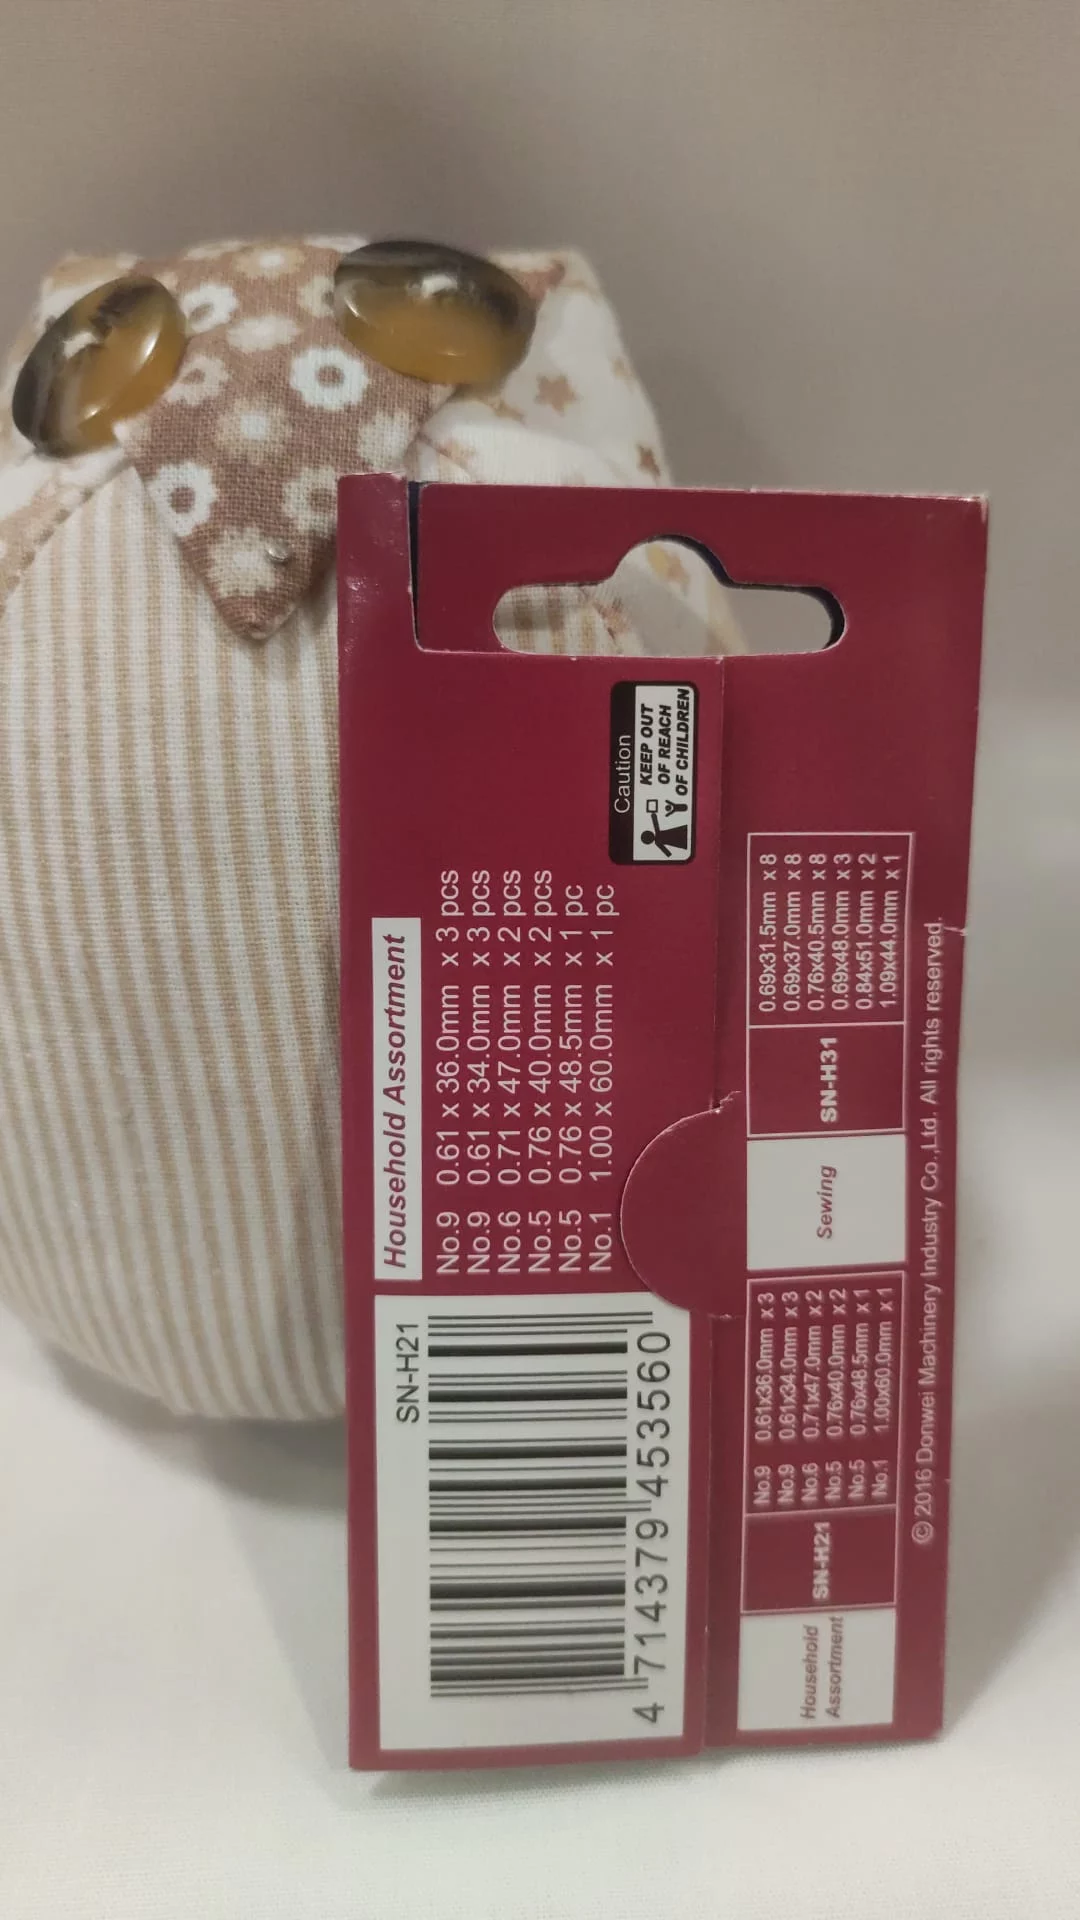 Household Assortment
No.9 0.61 x 36.0mm x 3 pcs
No.9 0.61 x 34.0mm x 3 pcs
No.6 0.71 x 47.0mm x 2 pcs
No.5 0.76 x 40.0mm x 2 pcs
No.5 0.76 x 48.5mm x 1 pc
No.1 1.00 x 60.0mm x 1 pc
Caution
KEEP OUT
OF REACH
OF CHILDREN
SN-H21
4 714379 453560
Household
Assortment
SN-H21
No.9 0.61x36.0mm x 3
No.9 0.61x34.0mm x 3
No.6 0.71x47.0mm x 2
No.5 0.76x40.0mm x 2
No.5 0.76x48.5mm x 1
No.1 1.00x60.0mm x 1
Sewing
SN-H31
0.69x31.5mm x 8
0.69x37.0mm x 8
0.76x40.5mm x 8
0.69x48.0mm x 3
0.84x51.0mm x 2
1.09x44.0mm x 1
© 2016 Donwei Machinery Industry Co.,Ltd. All rights reserved.